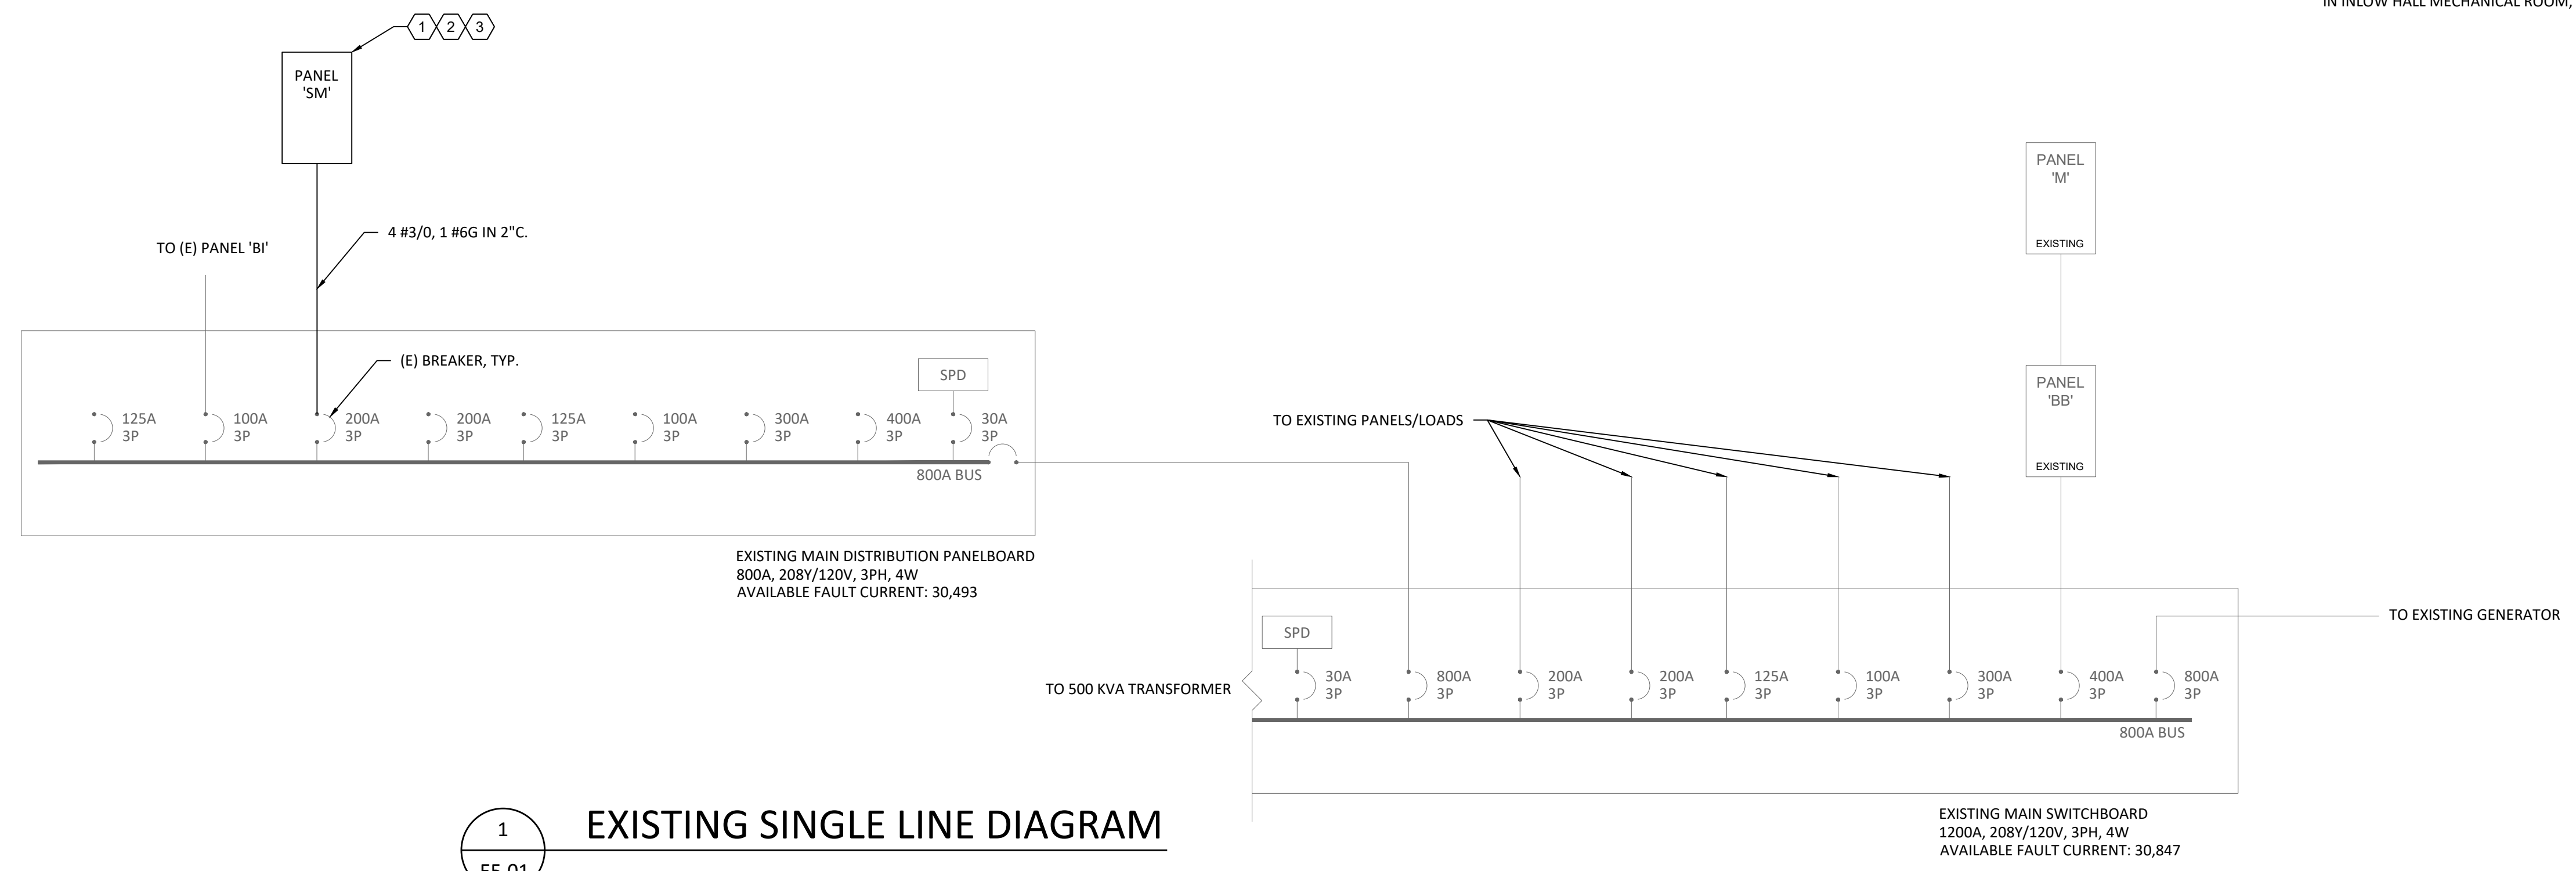 IN INLOW HALL MECHANICAL ROOM,
1 2 3
PANEL
'SM'
4 #3/0, 1 #6G IN 2"C.
TO (E) PANEL 'BI'
(E) BREAKER, TYP.
SPD
125A
3P
100A
3P
200A
3P
200A
3P
125A
3P
100A
3P
300A
3P
400A
3P
30A
3P
800A BUS
EXISTING MAIN DISTRIBUTION PANELBOARD
800A, 208Y/120V, 3PH, 4W
AVAILABLE FAULT CURRENT: 30,493
PANEL
'M'
EXISTING
PANEL
'BB'
EXISTING
TO EXISTING PANELS/LOADS
TO EXISTING GENERATOR
SPD
TO 500 KVA TRANSFORMER
30A
3P
800A
3P
200A
3P
200A
3P
125A
3P
100A
3P
300A
3P
400A
3P
800A
3P
800A BUS
EXISTING MAIN SWITCHBOARD
1200A, 208Y/120V, 3PH, 4W
AVAILABLE FAULT CURRENT: 30,847
1
EXISTING SINGLE LINE DIAGRAM